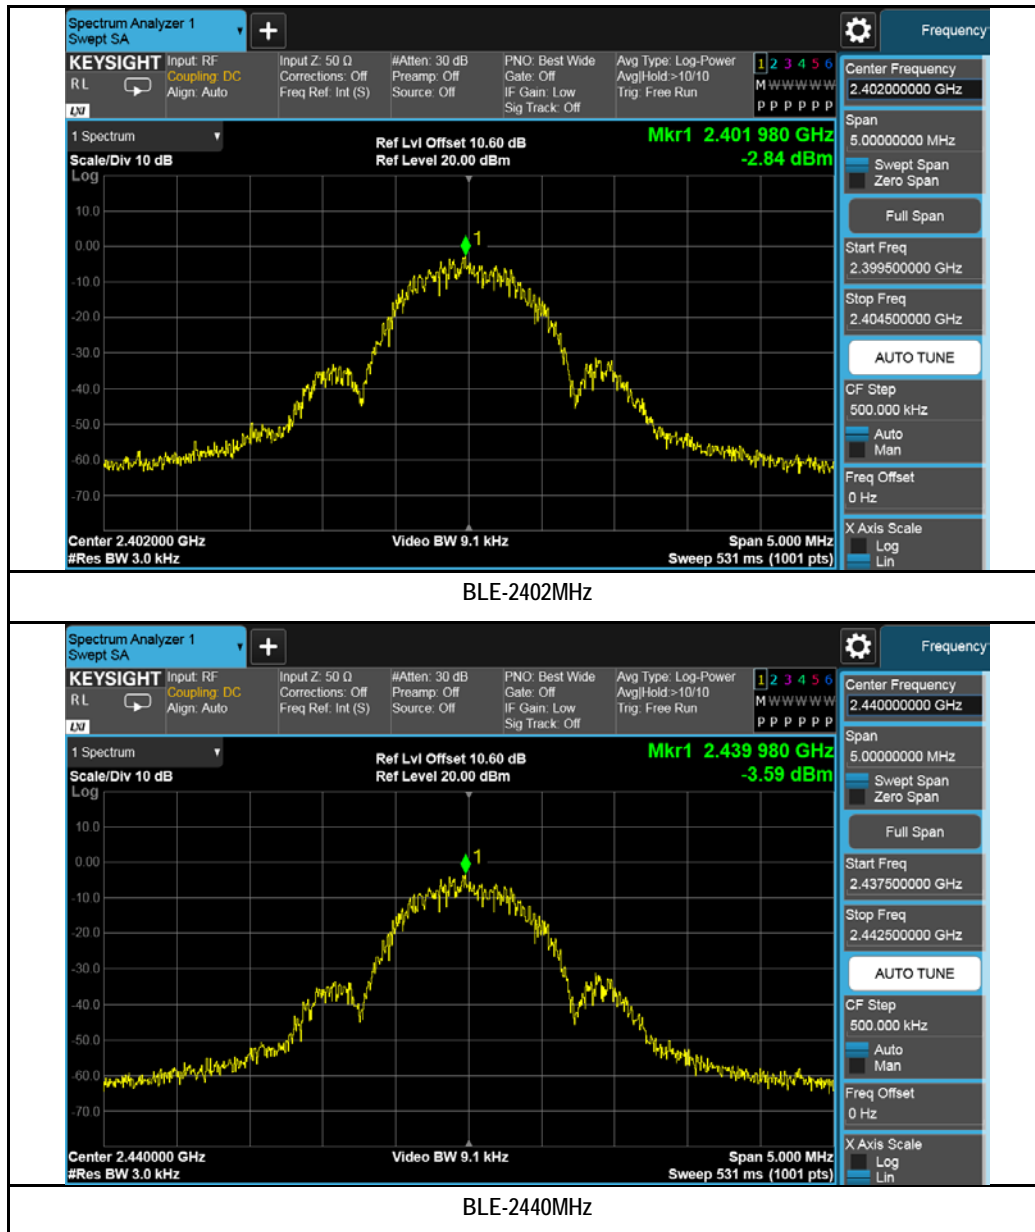 Spectrum Analyzer 1
Swept SA
+
Frequency
KEYSIGHT
RL
LXI
Input: RF
Coupling: DC
Align: Auto
Input Z: 50 Ω
Corrections: Off
Freq Ref: Int (S)
#Atten: 30 dB
Preamp: Off
Source: Off
PNO: Best Wide
Gate: Off
IF Gain: Low
Sig Track: Off
Avg Type: Log-Power
Avg|Hold:>10/10
Trig: Free Run
1 2 3 4 5 6
M W W W W W
P P P P P P
1 Spectrum
Scale/Div 10 dB
Log
Ref Lvl Offset 10.60 dB
Ref Level 20.00 dBm
Mkr1 2.401 980 GHz
-2.84 dBm
10.0
0.00
-10.0
-20.0
-30.0
-40.0
-50.0
-60.0
-70.0
1
Center 2.402000 GHz
#Res BW 3.0 kHz
Video BW 9.1 kHz
Span 5.000 MHz
Sweep 531 ms (1001 pts)
Center Frequency
2.402000000 GHz
Span
5.00000000 MHz
Swept Span
Zero Span
Full Span
Start Freq
2.399500000 GHz
Stop Freq
2.404500000 GHz
AUTO TUNE
CF Step
500.000 kHz
Auto
Man
Freq Offset
0 Hz
X Axis Scale
Log
Lin
BLE-2402MHz
Spectrum Analyzer 1
Swept SA
+
Frequency
KEYSIGHT
RL
LXI
Input: RF
Coupling: DC
Align: Auto
Input Z: 50 Ω
Corrections: Off
Freq Ref: Int (S)
#Atten: 30 dB
Preamp: Off
Source: Off
PNO: Best Wide
Gate: Off
IF Gain: Low
Sig Track: Off
Avg Type: Log-Power
Avg|Hold:>10/10
Trig: Free Run
1 2 3 4 5 6
M W W W W W
P P P P P P
1 Spectrum
Scale/Div 10 dB
Log
Ref Lvl Offset 10.60 dB
Ref Level 20.00 dBm
Mkr1 2.439 980 GHz
-3.59 dBm
10.0
0.00
-10.0
-20.0
-30.0
-40.0
-50.0
-60.0
-70.0
1
Center 2.440000 GHz
#Res BW 3.0 kHz
Video BW 9.1 kHz
Span 5.000 MHz
Sweep 531 ms (1001 pts)
Center Frequency
2.440000000 GHz
Span
5.00000000 MHz
Swept Span
Zero Span
Full Span
Start Freq
2.437500000 GHz
Stop Freq
2.442500000 GHz
AUTO TUNE
CF Step
500.000 kHz
Auto
Man
Freq Offset
0 Hz
X Axis Scale
Log
Lin
BLE-2440MHz